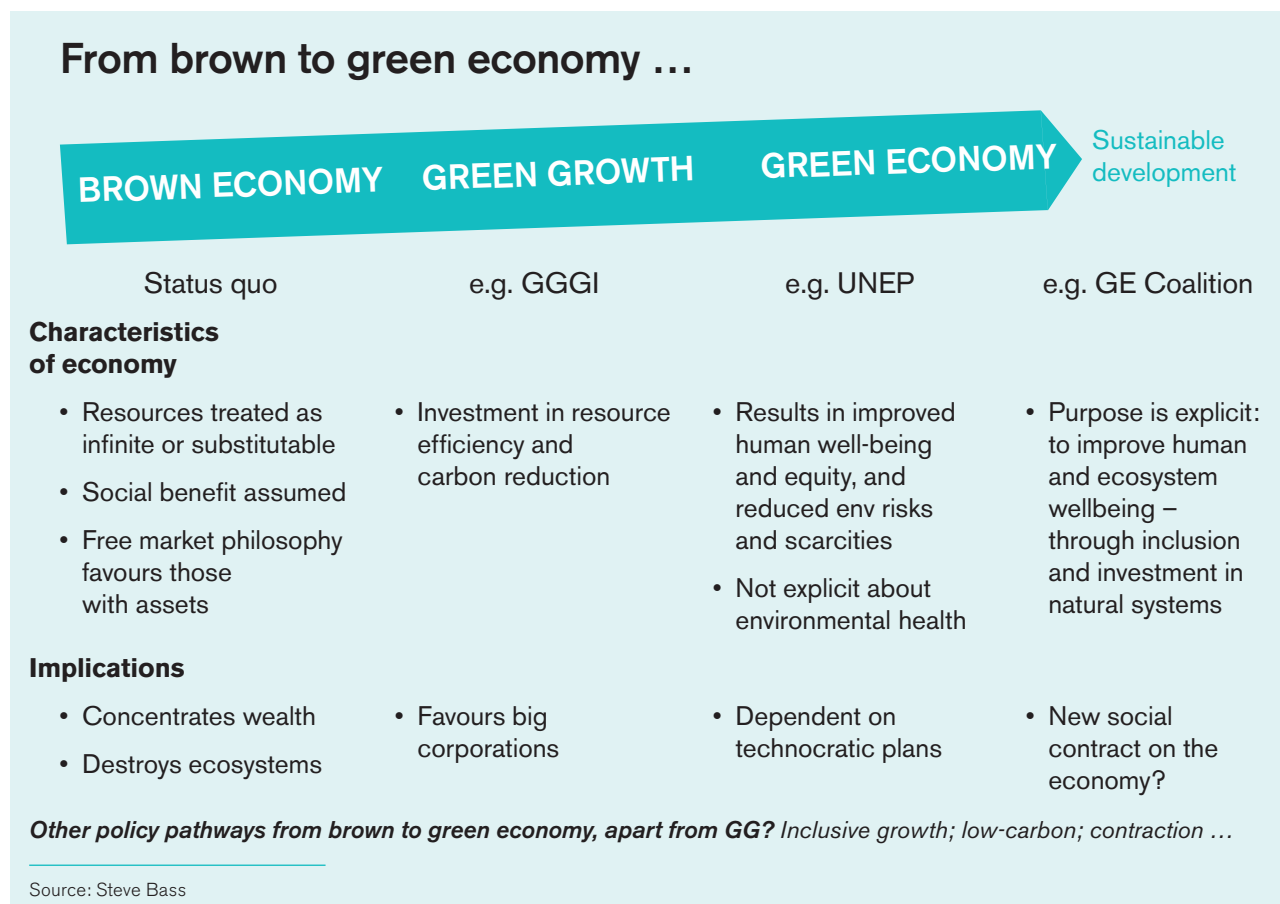 From brown to green economy …
BROWN ECONOMY
GREEN GROWTH
GREEN ECONOMY
Sustainable
development
Status quo
e.g. GGGI
e.g. UNEP
e.g. GE Coalition
Characteristics
of economy
• Resources treated as
infinite or substitutable
• Social benefit assumed
• Free market philosophy
favours those
with assets
• Investment in resource
efficiency and
carbon reduction
• Results in improved
human well-being
and equity, and
reduced env risks
and scarcities
• Not explicit about
environmental health
• Purpose is explicit:
to improve human
and ecosystem
wellbeing –
through inclusion
and investment in
natural systems
Implications
• Concentrates wealth
• Destroys ecosystems
• Favours big
corporations
• Dependent on
technocratic plans
• New social
contract on the
economy?
Other policy pathways from brown to green economy, apart from GG? Inclusive growth; low-carbon; contraction …
Source: Steve Bass